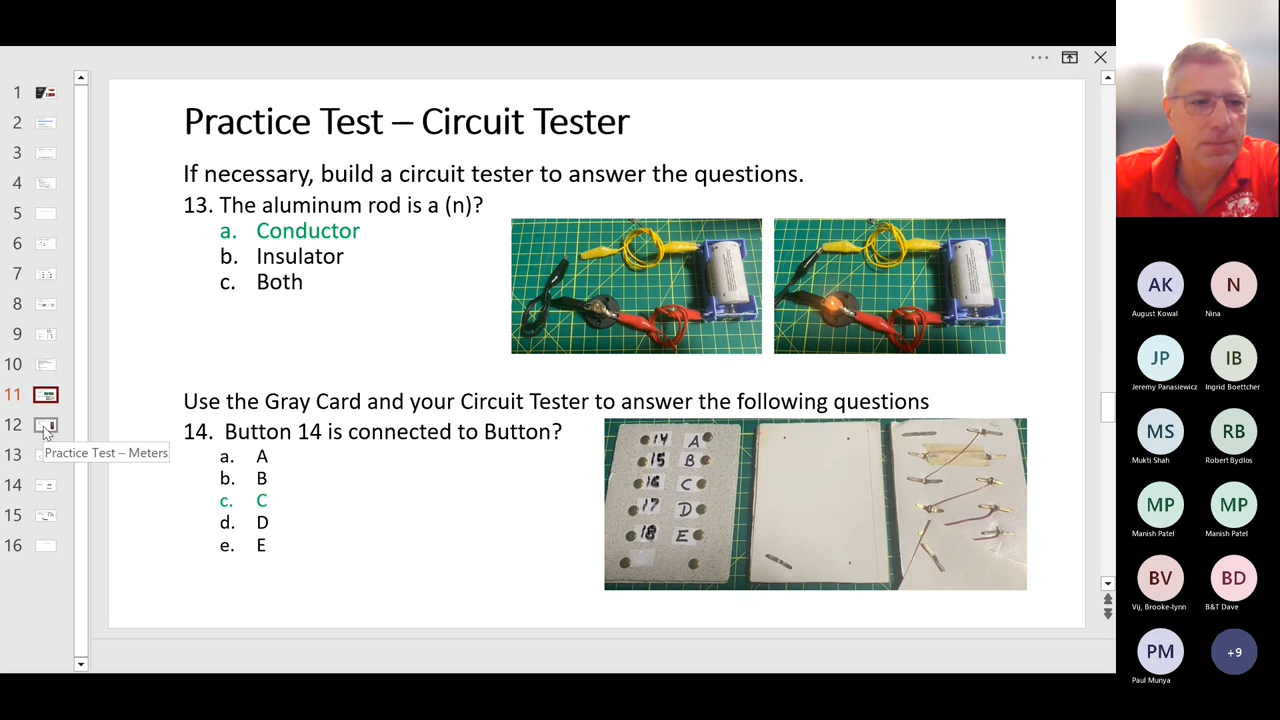 1
2
3
4
5
6
7
8
9
10
11
12
13
14
15
16
Practice Test – Meters
Practice Test – Circuit Tester
If necessary, build a circuit tester to answer the questions.
13. The aluminum rod is a (n)?
a. Conductor
b. Insulator
c. Both
Use the Gray Card and your Circuit Tester to answer the following questions
14. Button 14 is connected to Button?
a. A
b. B
c. C
d. D
e. E
14 A
15 B
16 C
17 D
18 E
AK
August Kowal
N
Nina
JP
Jeremy Panasiewicz
IB
Ingrid Boettcher
MS
Mukti Shah
RB
Robert Bydlos
MP
Manish Patel
MP
Manish Patel
BV
Vij, Brooke-lynn
BD
B&T Dave
PM
Paul Munya
+9